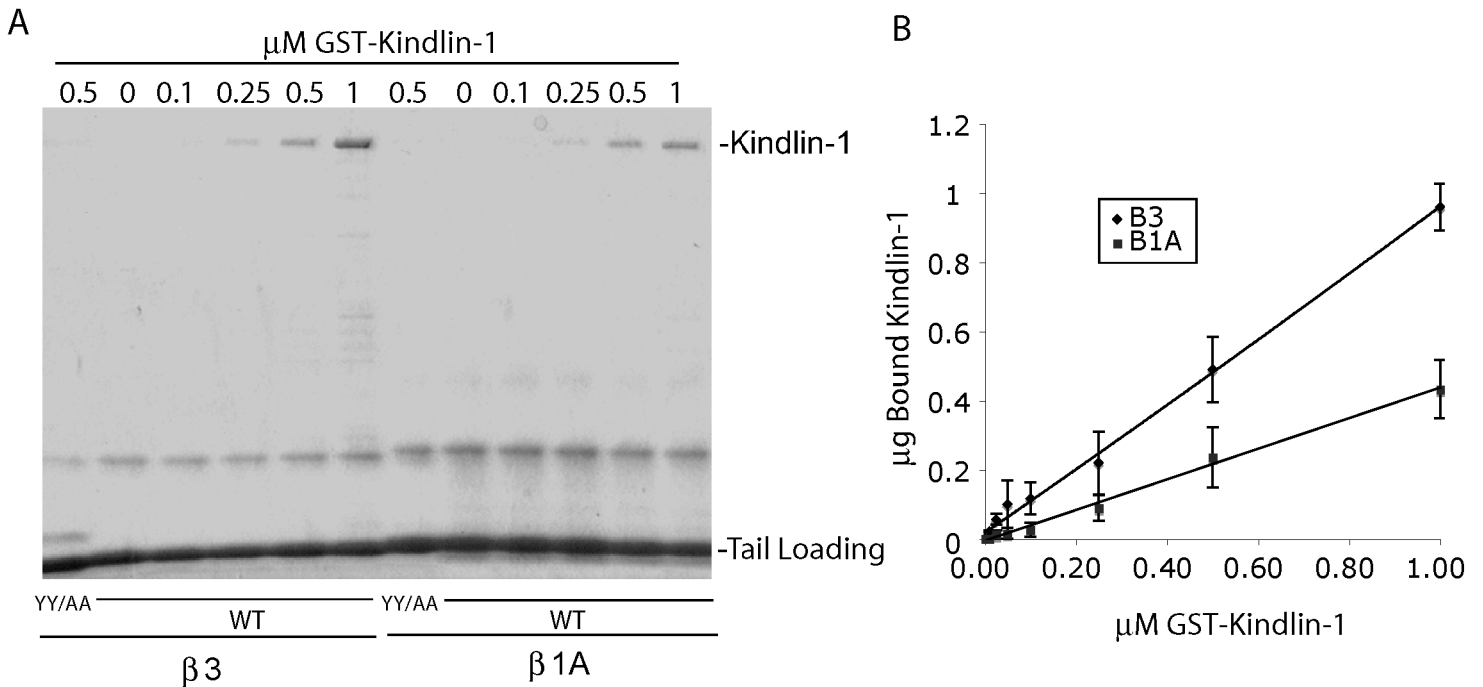 A
μM GST-Kindlin-1
0.5 0 0.1 0.25 0.5 1 0.5 0 0.1 0.25 0.5 1
-Kindlin-1
-Tail Loading
YY/AA WT YY/AA WT
β3 β1A
B
μg Bound Kindlin-1
1.2
1
0.8
0.6
0.4
0.2
0
B3
B1A
0.00 0.20 0.40 0.60 0.80 1.00
μM GST-Kindlin-1